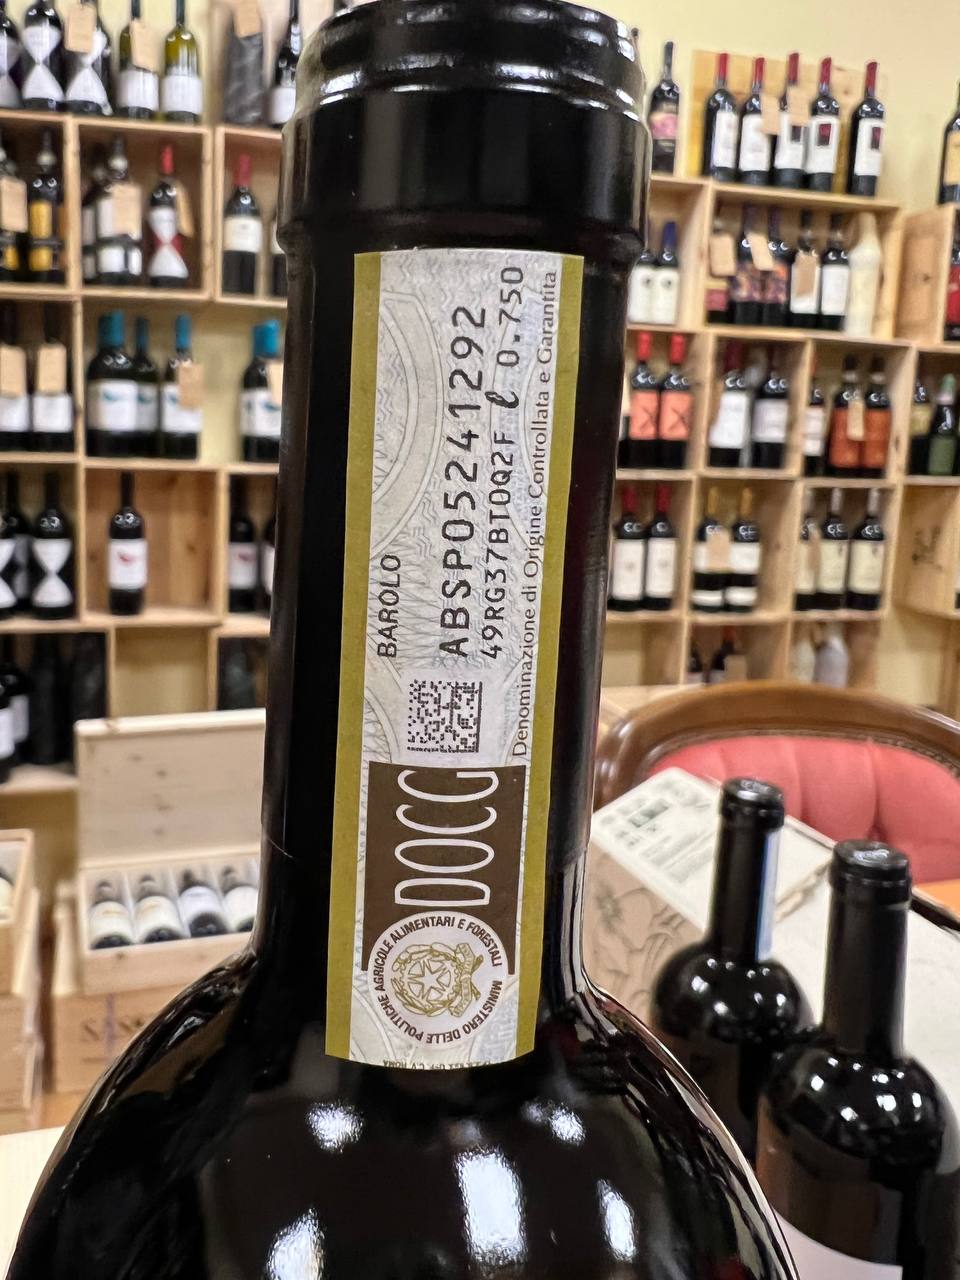 BAROLO
ABSP05241292
49RG37BTOQ2F ℓ 0.750
Denominazione di Origine Controllata e Garantita
DOCG
MINISTERO DELLE POLITICHE AGRICOLE ALIMENTARI E FORESTALI